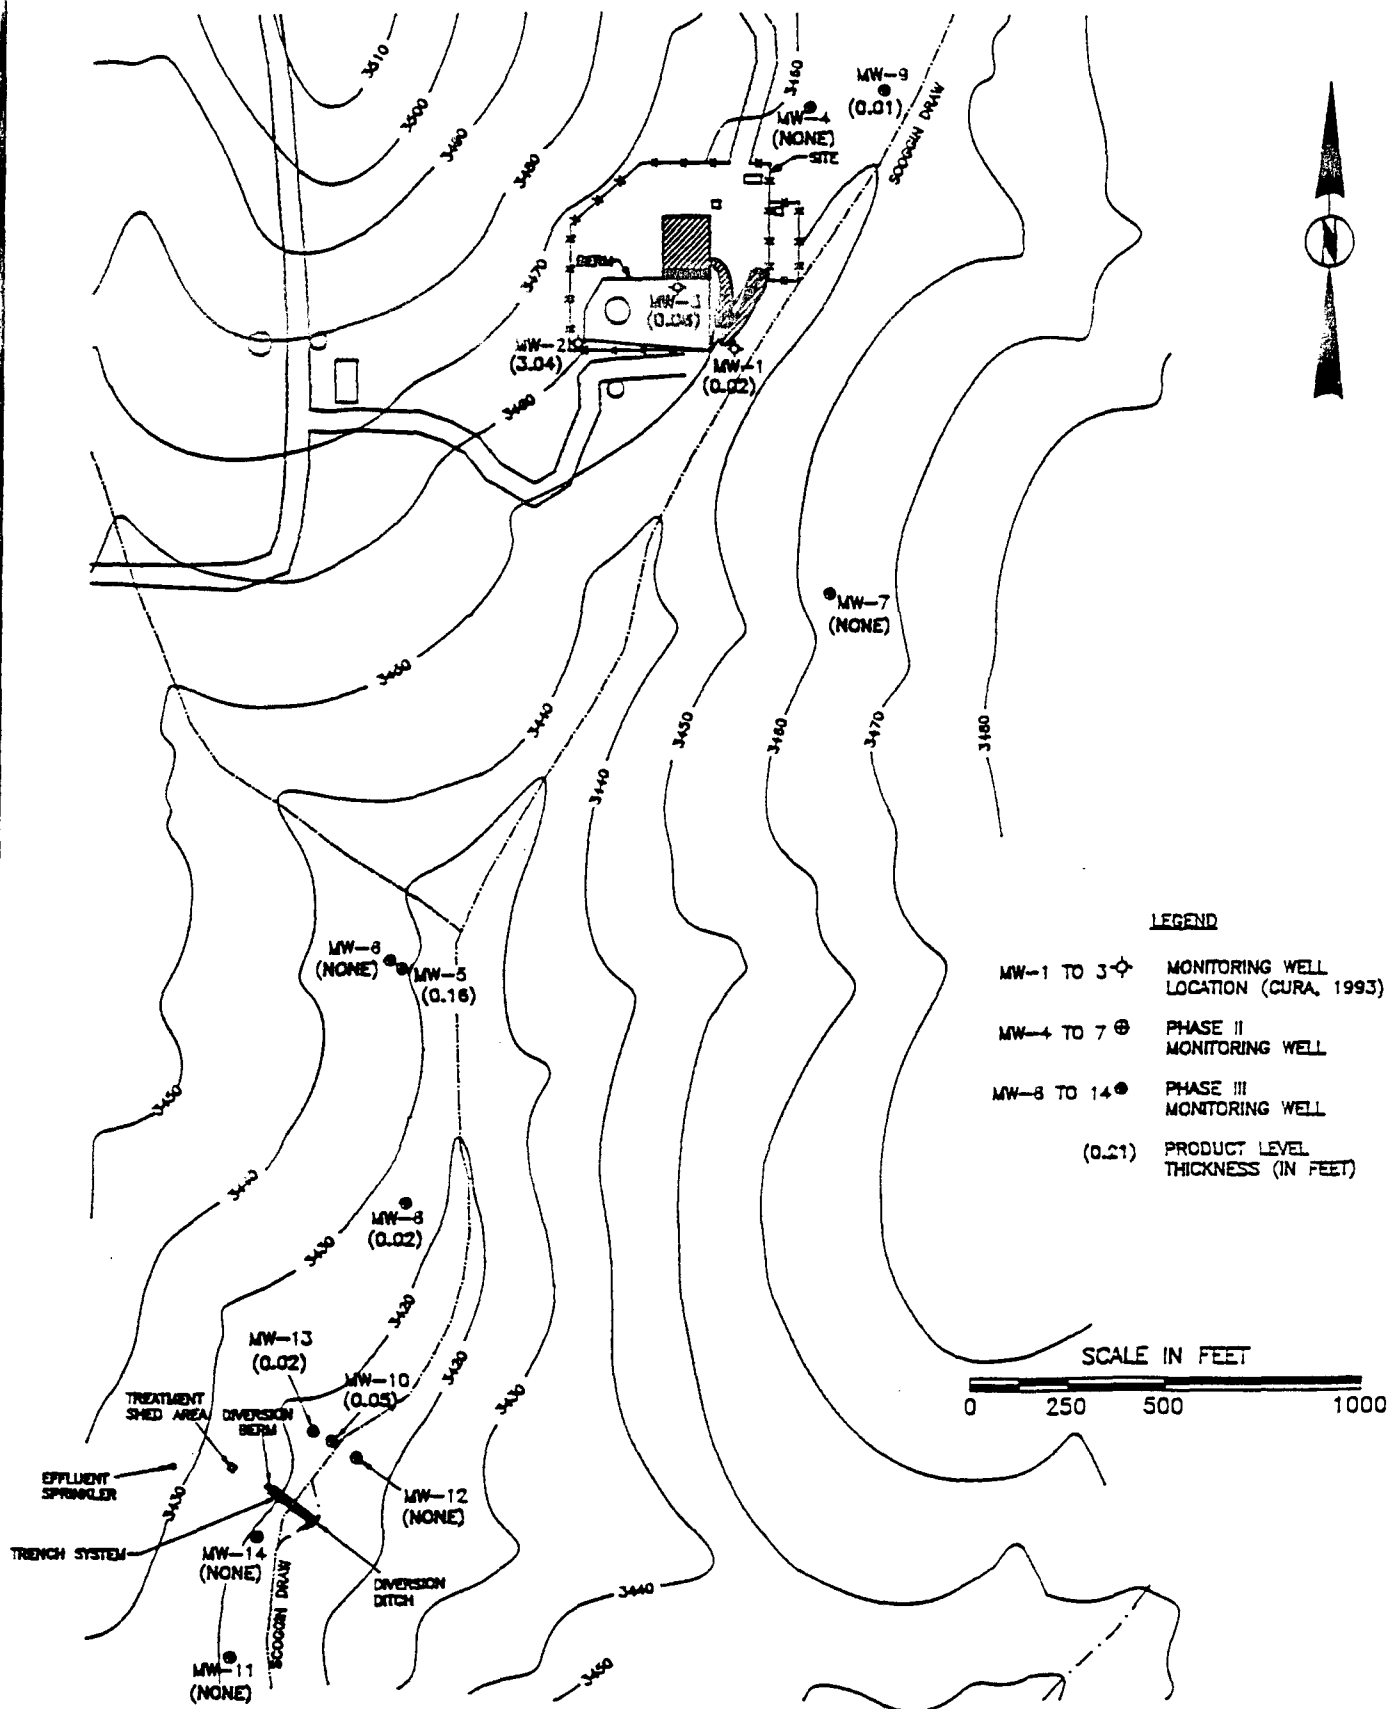 3510
3500
3490
3480
3470
3460
MW-9
(0.01)
MW-4
(NONE)
SITE
SCOGGIN DRAW
BERM
MW-3
MW-2
(3.04)
MW-1
(0.02)
3460
MW-7
(NONE)
3450
3440
3440
3450
3460
3470
3480
MW-6
(NONE)
MW-5
(0.16)
LEGEND
MW-1 TO 3
MONITORING WELL
LOCATION (CURA, 1993)
MW-4 TO 7
PHASE II
MONITORING WELL
MW-8 TO 14
PHASE III
MONITORING WELL
(0.21)
PRODUCT LEVEL
THICKNESS (IN FEET)
3450
3440
3430
MW-8
(0.02)
3420
3420
3430
MW-13
(0.02)
MW-10
(0.05)
SCALE IN FEET
0 250 500 1000
TREATMENT
SHED AREA
DIVERSION
BERM
EFFLUENT
SPRINKLER
3430
MW-12
(NONE)
TRENCH SYSTEM
MW-14
(NONE)
SCOGGIN DRAW
DIVERSION
DITCH
3440
MW-11
(NONE)
3450